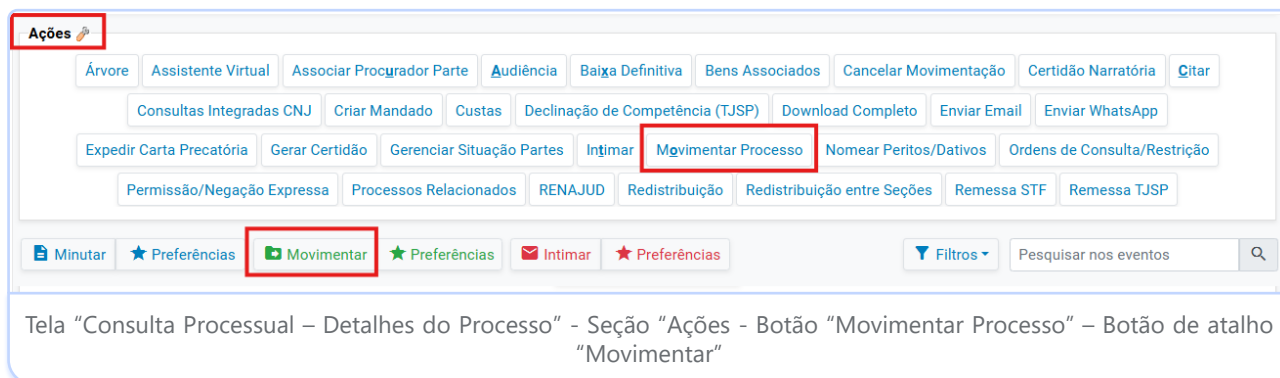 Ações
Árvore Assistente Virtual Associar Procurador Parte Audiência Baixa Definitiva Bens Associados Cancelar Movimentação Certidão Narratória Citar
Consultas Integradas CNJ Criar Mandado Custas Declinação de Competência (TJSP) Download Completo Enviar Email Enviar WhatsApp
Expedir Carta Precatória Gerar Certidão Gerenciar Situação Partes Intimar Movimentar Processo Nomear Peritos/Dativos Ordens de Consulta/Restrição
Permissão/Negação Expressa Processos Relacionados RENAJUD Redistribuição Redistribuição entre Seções Remessa STF Remessa TJSP
Minutar Preferências Movimentar Preferências Intimar Preferências Filtros Pesquisar nos eventos
Tela “Consulta Processual – Detalhes do Processo” - Seção “Ações - Botão “Movimentar Processo” – Botão de atalho
“Movimentar”